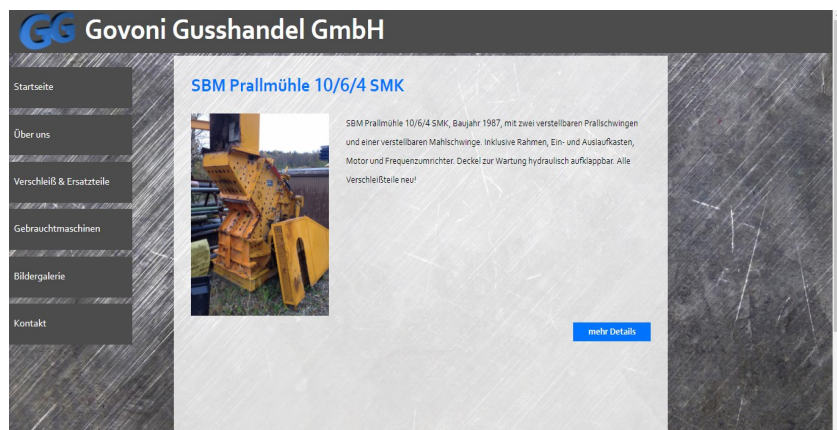 GG Govoni Gusshandel GmbH
Startseite
Über uns
Verschleiß & Ersatzteile
Gebrauchtmaschinen
Bildergalerie
Kontakt
SBM Prallmühle 10/6/4 SMK
SBM Prallmühle 10/6/4 SMK, Baujahr 1987, mit zwei verstellbaren Prallschwingen
und einer verstellbaren Mahlschwinge. Inklusive Rahmen, Ein- und Auslaufkasten,
Motor und Frequenzumrichter. Deckel zur Wartung hydraulisch aufklappbar. Alle
Verschleißteile neu!
mehr Details